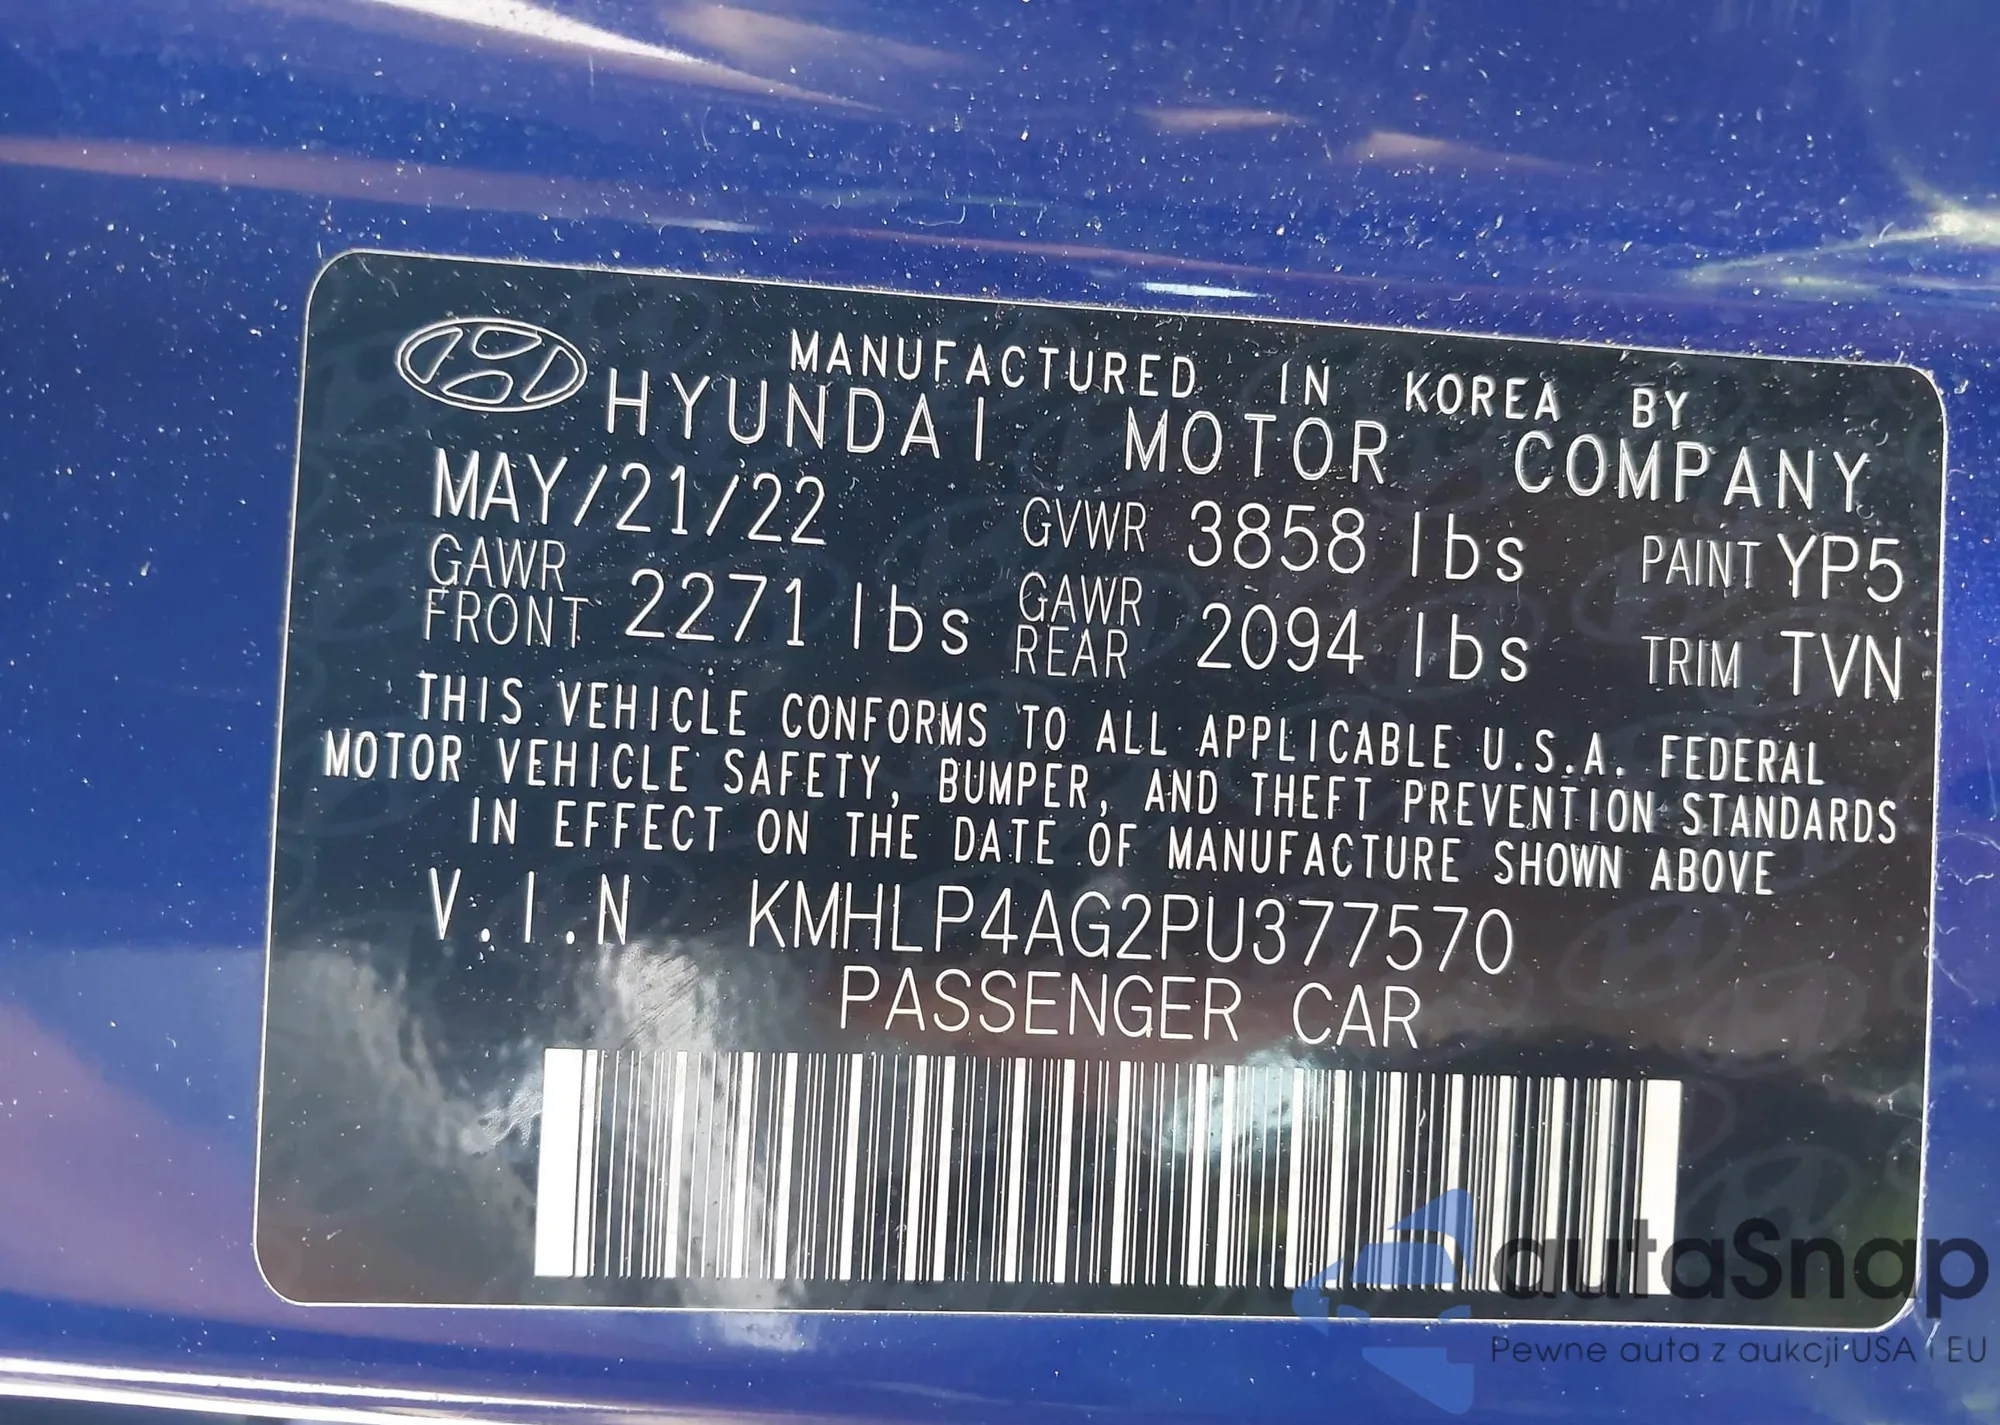 MANUFACTURED IN KOREA BY
HYUNDAI MOTOR COMPANY
MAY/21/22 GVWR 3858 lbs PAINT YP5
GAWR FRONT 2271 lbs GAWR REAR 2094 lbs TRIM TVN
THIS VEHICLE CONFORMS TO ALL APPLICABLE U.S.A. FEDERAL
MOTOR VEHICLE SAFETY, BUMPER, AND THEFT PREVENTION STANDARDS
IN EFFECT ON THE DATE OF MANUFACTURE SHOWN ABOVE
V.I.N KMHLP4AG2PU377570
PASSENGER CAR
autaSnap
Pewne auta z aukcji USA i EU